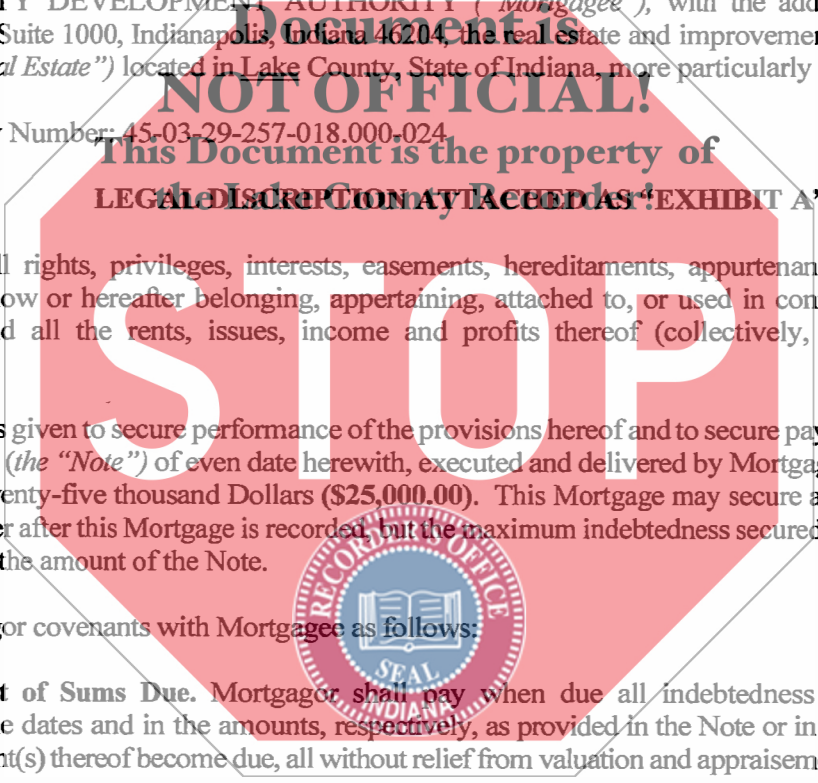 Y DEVELOPMENT AUTHORITY ("Mortgagee"), with the add
Document is
Suite 1000, Indianapolis, Indiana 46204, the real estate and improvemen
al Estate") located in Lake County, State of Indiana, more particularly
NOT OFFICIAL!
Number: 45-03-29-257-018.000-024
This Document is the property of
LEGAL DISCRIPTION ATTACHED AS "EXHIBIT A"
the Lake County Recorder!
l rights, privileges, interests, easements, hereditaments, appurtenan
ow or hereafter belonging, appertaining, attached to, or used in con
d all the rents, issues, income and profits thereof (collectively,
STOP
s given to secure performance of the provisions hereof and to secure pay
(the "Note") of even date herewith, executed and delivered by Mortga
enty-five thousand Dollars ($25,000.00). This Mortgage may secure a
r after this Mortgage is recorded, but the maximum indebtedness secured
the amount of the Note.
RECORDER'S OFFICE
SEAL
INDIANA
or covenants with Mortgagee as follows:
t of Sums Due. Mortgagor shall pay when due all indebtedness
e dates and in the amounts, respectively, as provided in the Note or in
nt(s) thereof become due, all without relief from valuation and appraisem